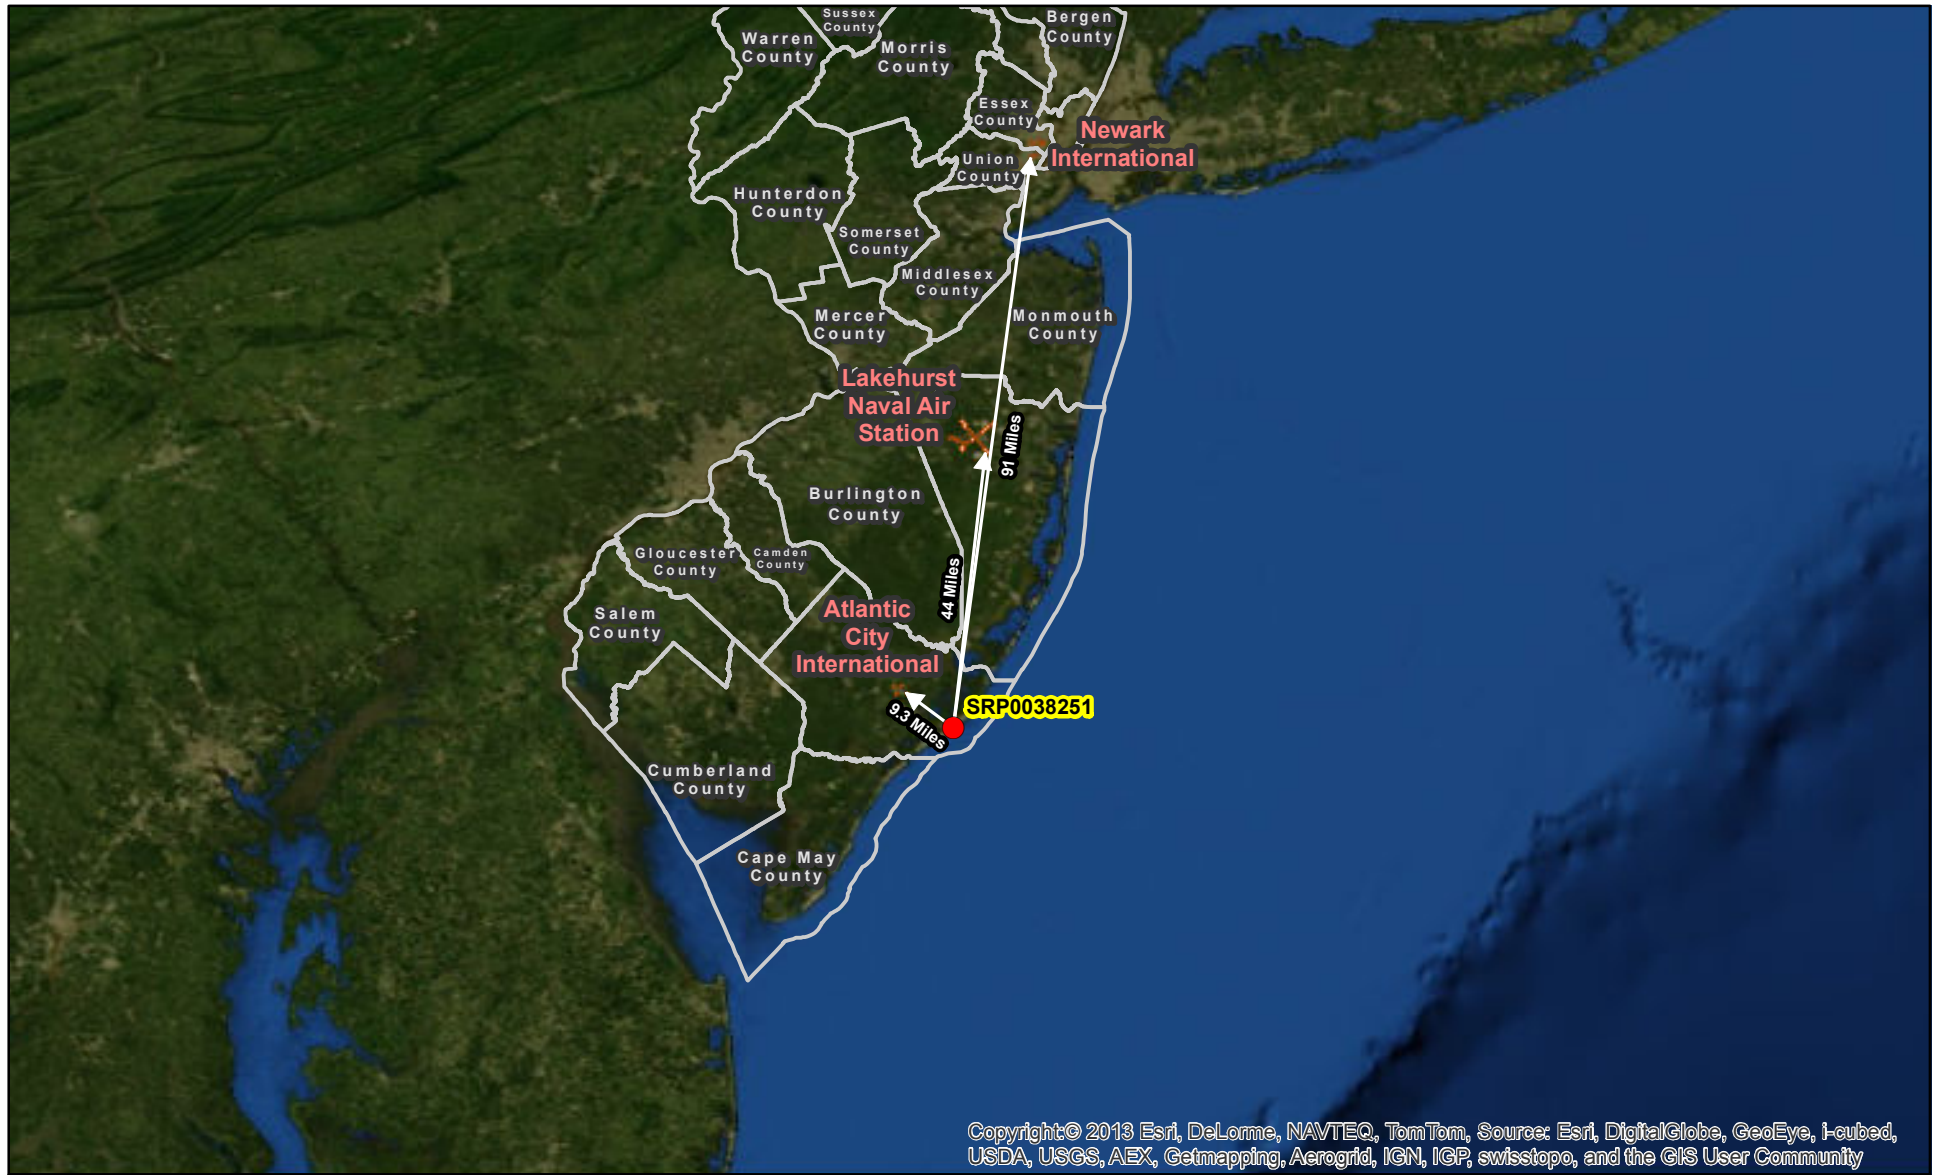 Sussex
County
Bergen
County
Warren
County
Morris
County
Essex
County
Newark
International
Union
County
Hunterdon
County
Somerset
County
Middlesex
County
Mercer
County
Monmouth
County
Lakehurst
Naval Air
Station
91 Miles
Burlington
County
Gloucester
County
Camden
County
44 Miles
Salem
County
Atlantic
City
International
SRP0038251
9.3 Miles
Cumberland
County
Cape May
County
Copyright:© 2013 Esri, DeLorme, NAVTEQ, TomTom, Source: Esri, DigitalGlobe, GeoEye, i-cubed,
USDA, USGS, AEX, Getmapping, Aerogrid, IGN, IGP, swisstopo, and the GIS User Community